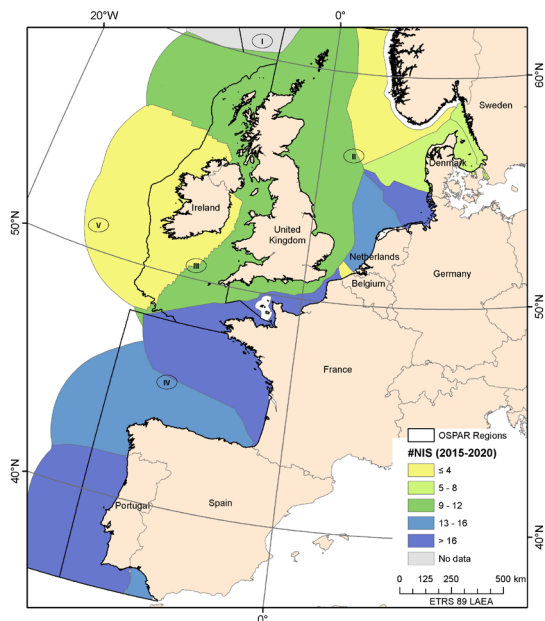 20°W
0°
I
60°N
Sweden
II
Denmark
Ireland
50°N
V
United
Kingdom
III
Netherlands
Germany
Belgium
50°N
France
IV
OSPAR Regions
#NIS (2015-2020)
≤ 4
5 - 8
9 - 12
13 - 16
> 16
No data
40°N
Portugal
Spain
40°N
0 125 250 500 km
ETRS 89 LAEA
0°